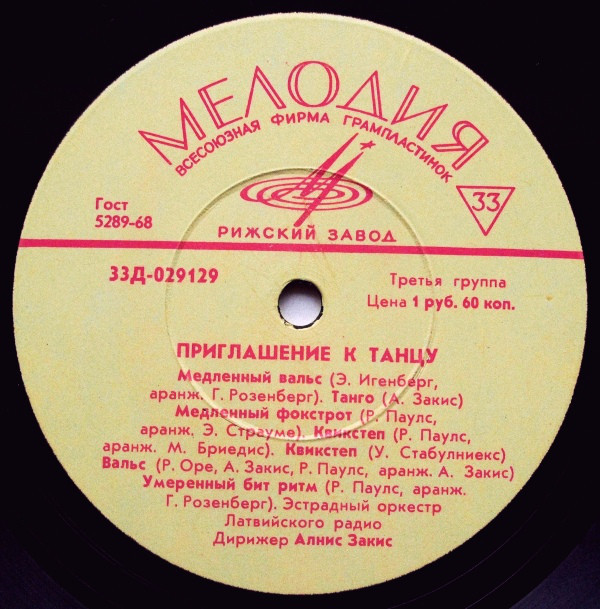 МЕЛОДИЯ
ВСЕСОЮЗНАЯ ФИРМА ГРАМПЛАСТИНОК
33
Гост
5289-68
РИЖСКИЙ ЗАВОД
33Д-029129
Третья группа
Цена 1 руб. 60 коп.
ПРИГЛАШЕНИЕ К ТАНЦУ
Медленный вальс (Э. Игенберг,
аранж. Г. Розенберг). Танго (А. Закис)
Медленный фокстрот (Р. Паулс,
аранж. Э. Страуме). Квикстеп (Р. Паулс,
аранж. М. Бриедис). Квикстеп (У. Стабулниекс)
Вальс (Р. Оре, А. Закис, Р. Паулс, аранж. А. Закис)
Умеренный бит ритм (Р. Паулс, аранж.
Г. Розенберг). Эстрадный оркестр
Латвийского радио
Дирижер Алнис Закис